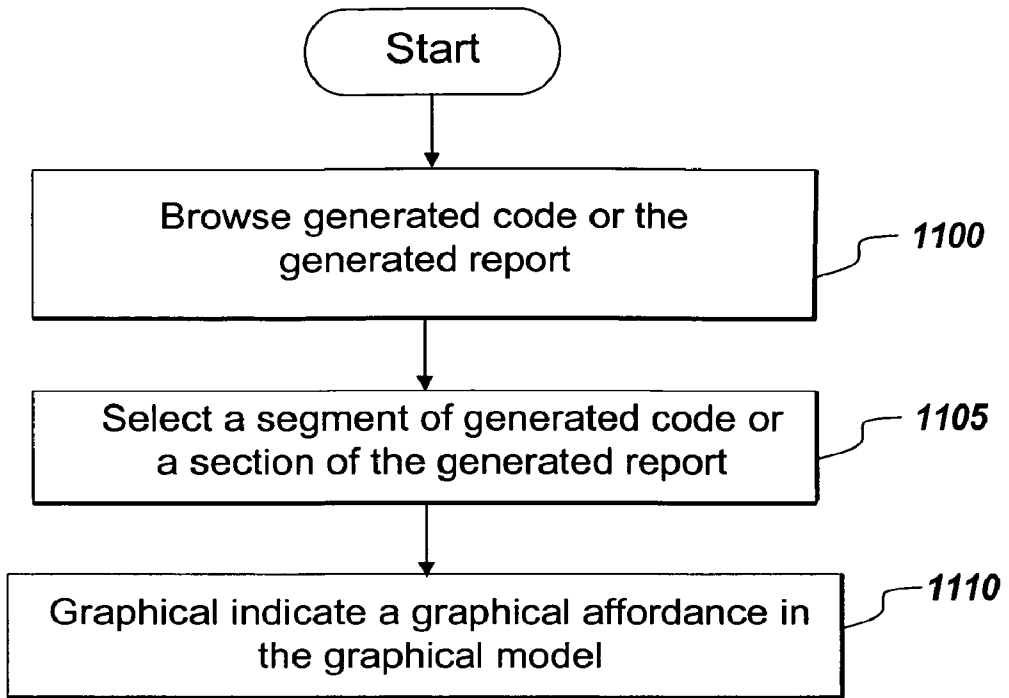 Start
Browse generated code or the
generated report
1100
Select a segment of generated code or
a section of the generated report
1105
Graphical indicate a graphical affordance in
the graphical model
1110